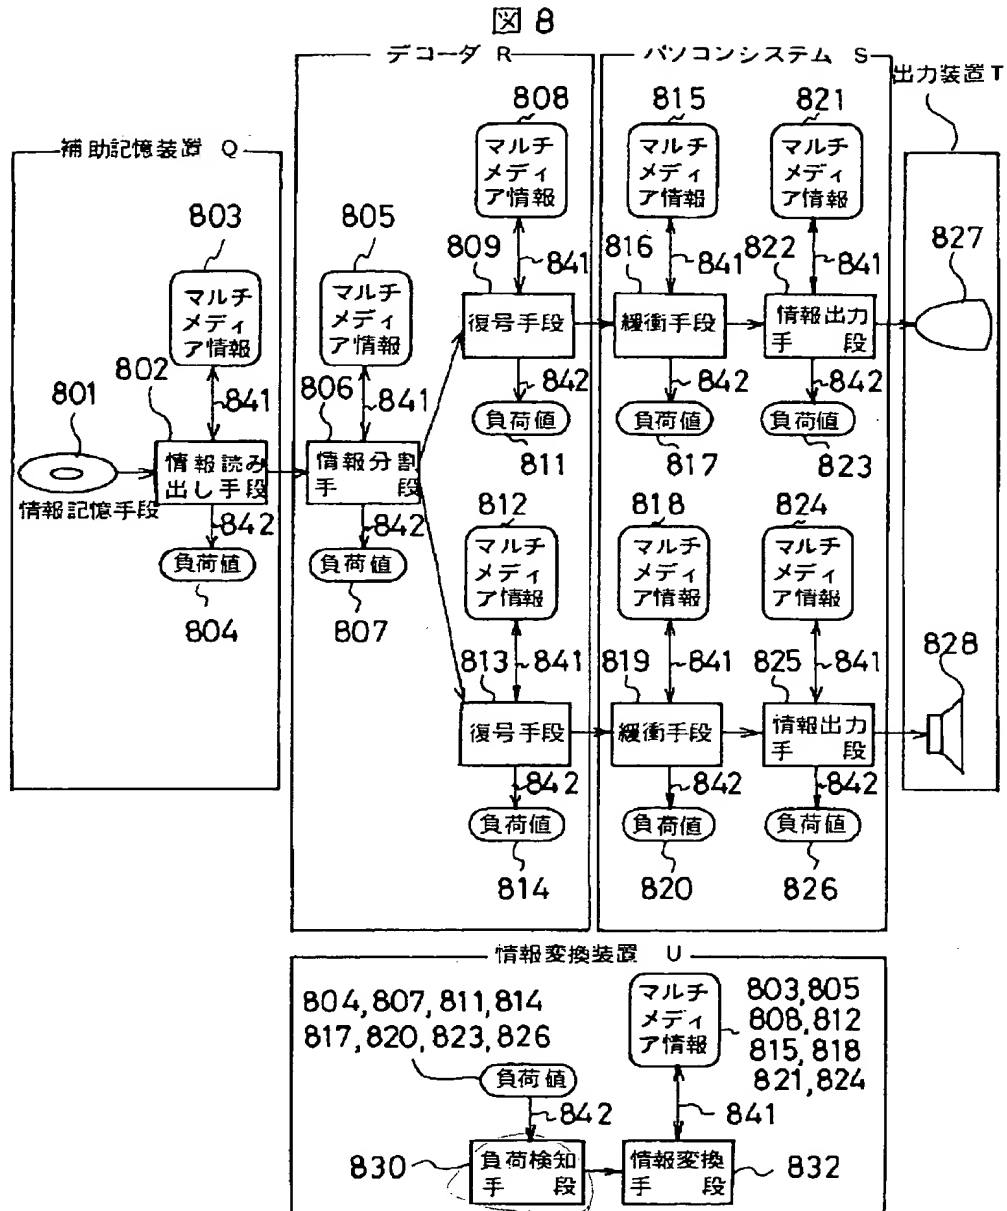 図8
デコーダ R
パソコンシステム S
出力装置T
補助記憶装置 Q
803
マルチ
メディ
ア情報
801
802
841
情報読み
出し手段
情報記憶手段
842
負荷値
804
805
マルチ
メディ
ア情報
806
841
情報分割
手 段
842
負荷値
807
808
マルチ
メディ
ア情報
809
841
復号手段
842
負荷値
811
812
マルチ
メディ
ア情報
813
841
復号手段
842
負荷値
814
815
マルチ
メディ
ア情報
816
841
緩衝手段
842
負荷値
817
818
マルチ
メディ
ア情報
819
841
緩衝手段
842
負荷値
820
821
マルチ
メディ
ア情報
822
841
情報出力
手 段
842
負荷値
823
824
マルチ
メディ
ア情報
825
841
情報出力
手 段
842
負荷値
826
827
828
情報変換装置 U
804,807,811,814
817,820,823,826
負荷値
842
830
負荷検知
手 段
マルチ
メディ
ア情報
803,805
808,812
815,818
821,824
841
情報変換
手 段
832